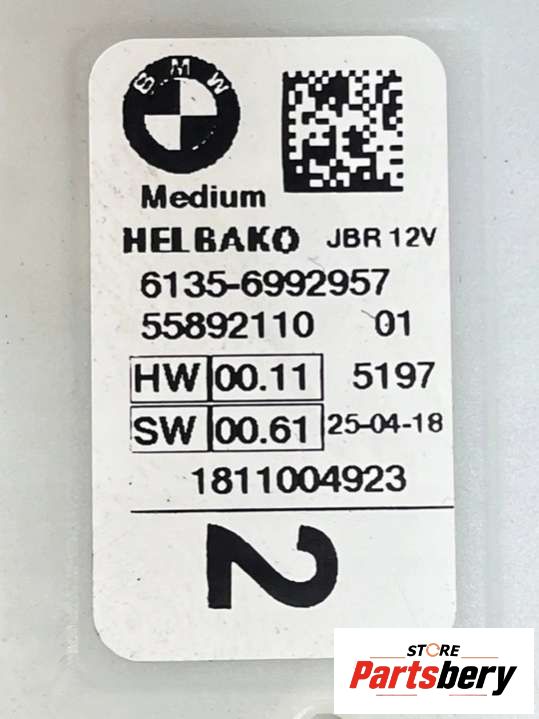 BMW
Medium
HELBAKO JBR 12V
6135-6992957
55892110 01
HW 00.11 5197
SW 00.61 25-04-18
1811004923
2
STORE
Partsbery